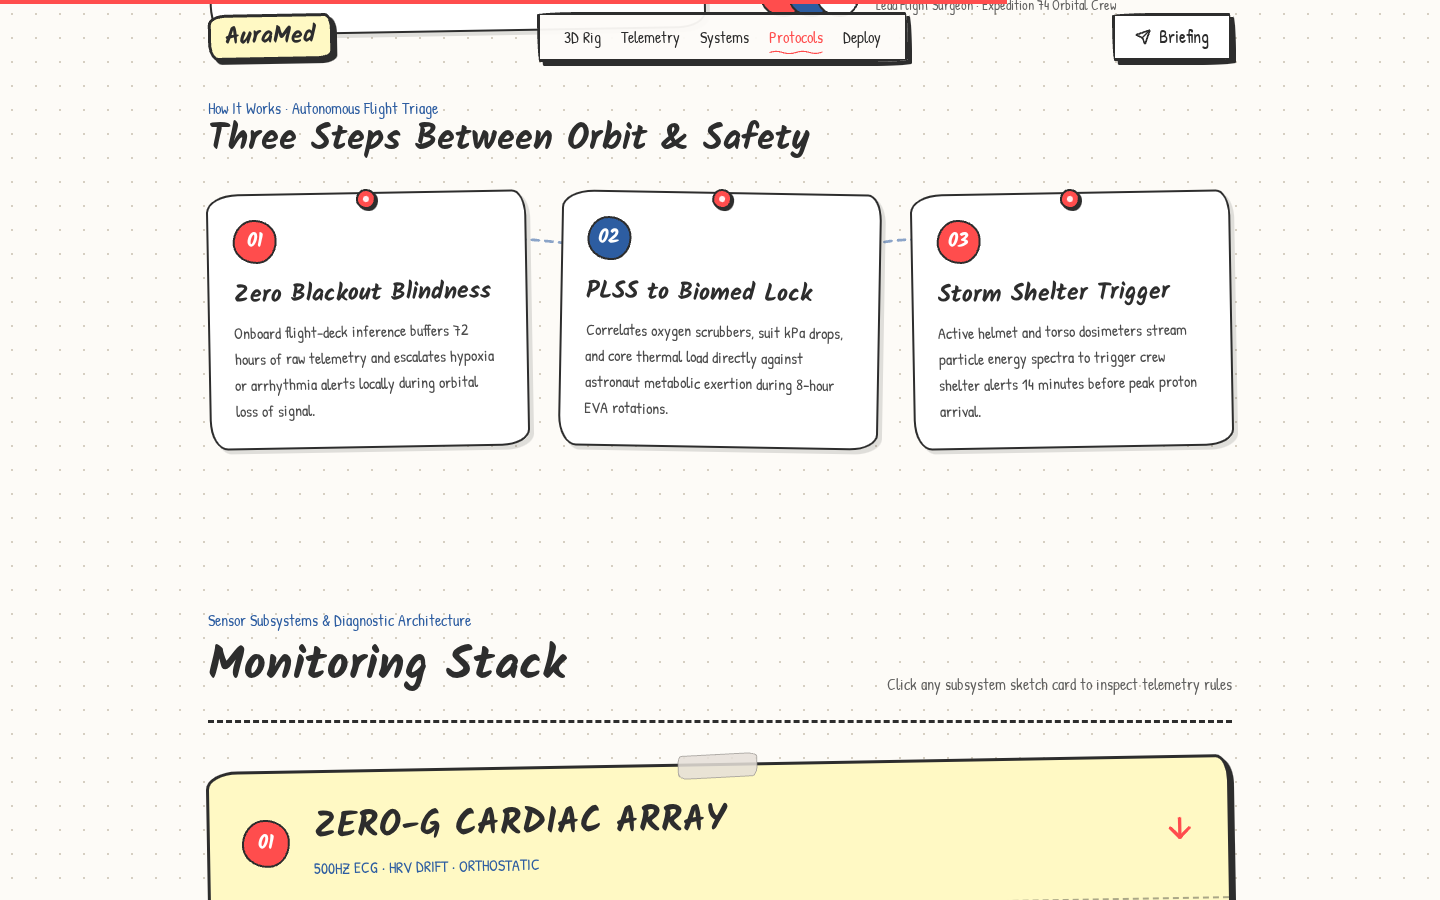 Lead Flight Surgeon · Expedition 74 Orbital Crew
AuraMed
3D Rig
Telemetry
Systems
Protocols
Deploy
Briefing
How It Works · Autonomous Flight Triage
Three Steps Between Orbit & Safety
01
Zero Blackout Blindness
Onboard flight-deck inference buffers 72
hours of raw telemetry and escalates hypoxia
or arrhythmia alerts locally during orbital
loss of signal.
02
PLSS to Biomed Lock
Correlates oxygen scrubbers, suit kPa drops,
and core thermal load directly against
astronaut metabolic exertion during 8-hour
EVA rotations.
03
Storm Shelter Trigger
Active helmet and torso dosimeters stream
particle energy spectra to trigger crew
shelter alerts 14 minutes before peak proton
arrival.
Sensor Subsystems & Diagnostic Architecture
Monitoring Stack
Click any subsystem sketch card to inspect telemetry rules
01
ZERO-G CARDIAC ARRAY
500HZ ECG · HRV DRIFT · ORTHOSTATIC